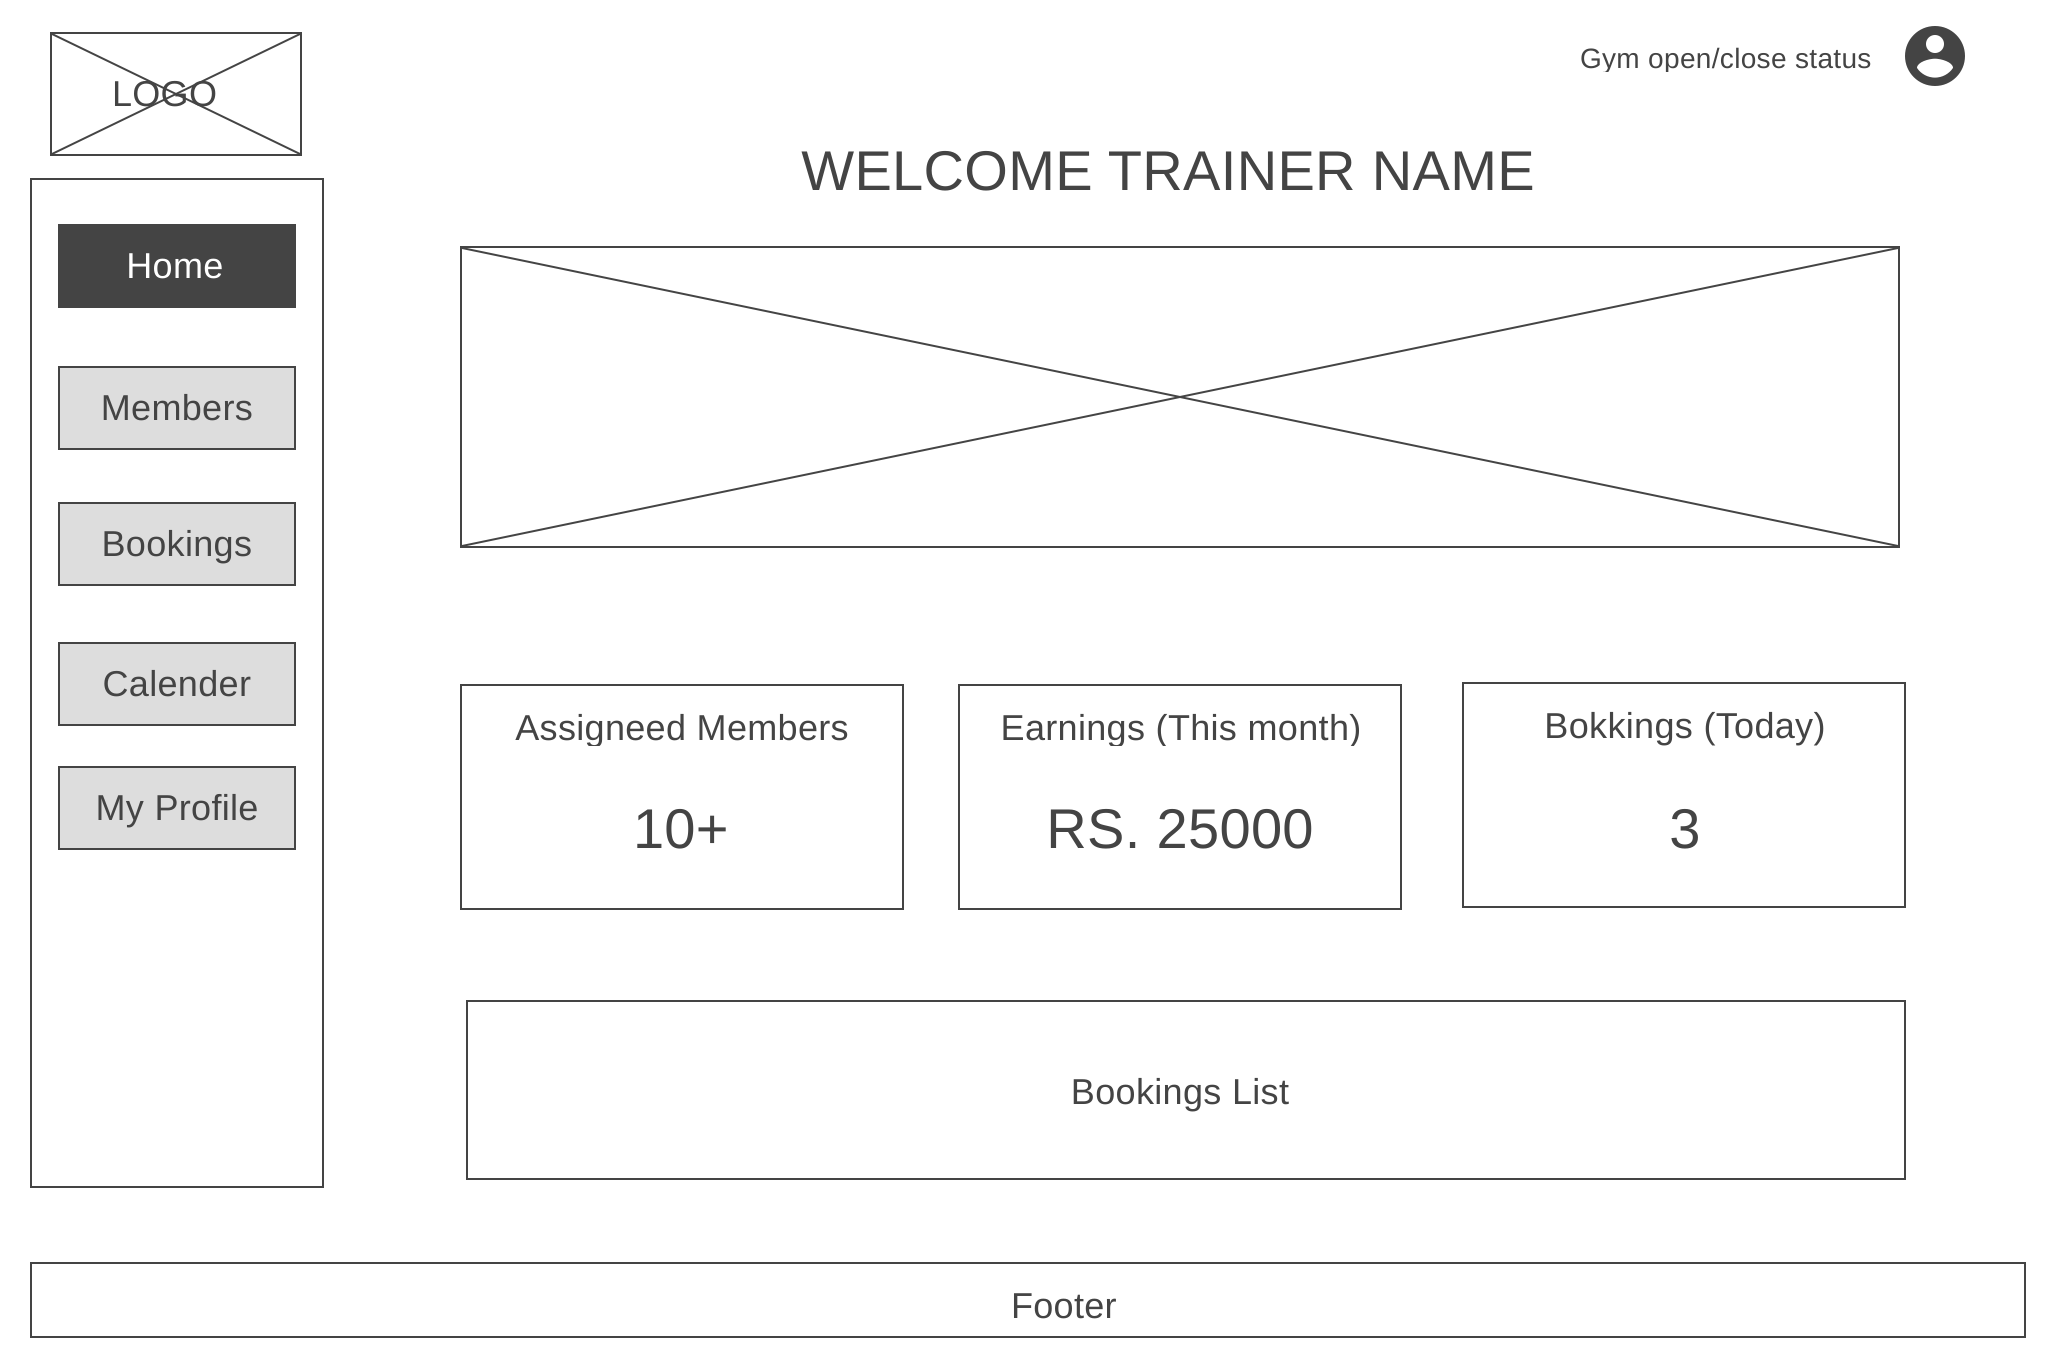 LOGO
Gym open/close status
WELCOME TRAINER NAME
Home
Members
Bookings
Calender
My Profile
Assigneed Members
10+
Earnings (This month)
RS. 25000
Bokkings (Today)
3
Bookings List
Footer